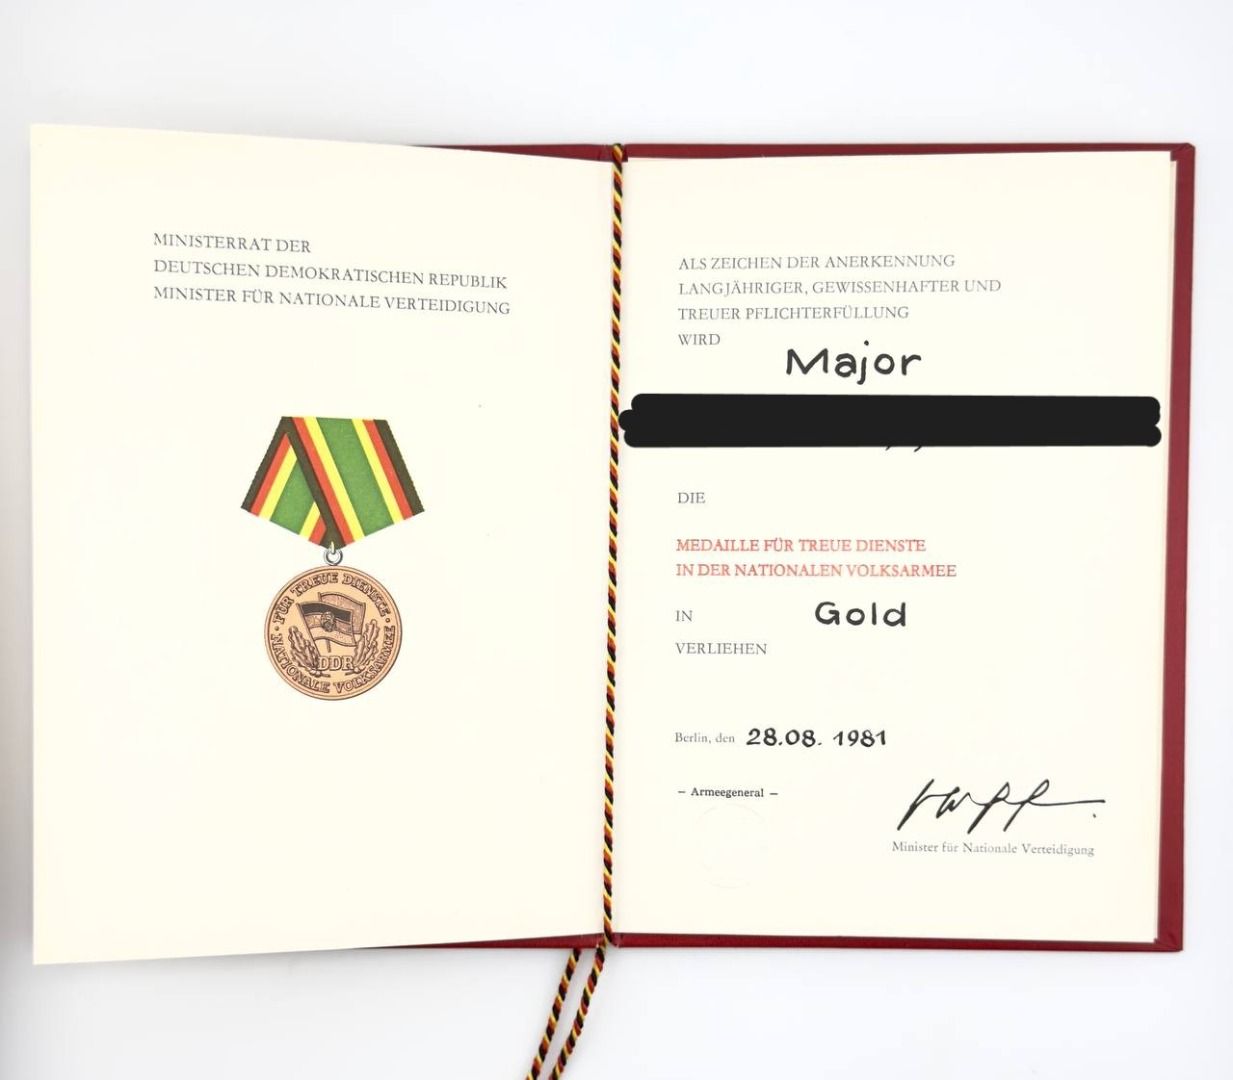 MINISTERRAT DER
DEUTSCHEN DEMOKRATISCHEN REPUBLIK
MINISTER FÜR NATIONALE VERTEIDIGUNG
FÜR TREUE DIENSTE
NATIONALE VOLKSARMEE
DDR
ALS ZEICHEN DER ANERKENNUNG
LANGJÄHRIGER, GEWISSENHAFTER UND
TREUER PFLICHTERFÜLLUNG
WIRD
Major
DIE
MEDAILLE FÜR TREUE DIENSTE
IN DER NATIONALEN VOLKSARMEE
IN Gold
VERLIEHEN
Berlin, den 28.08. 1981
– Armeegeneral –
Minister für Nationale Verteidigung